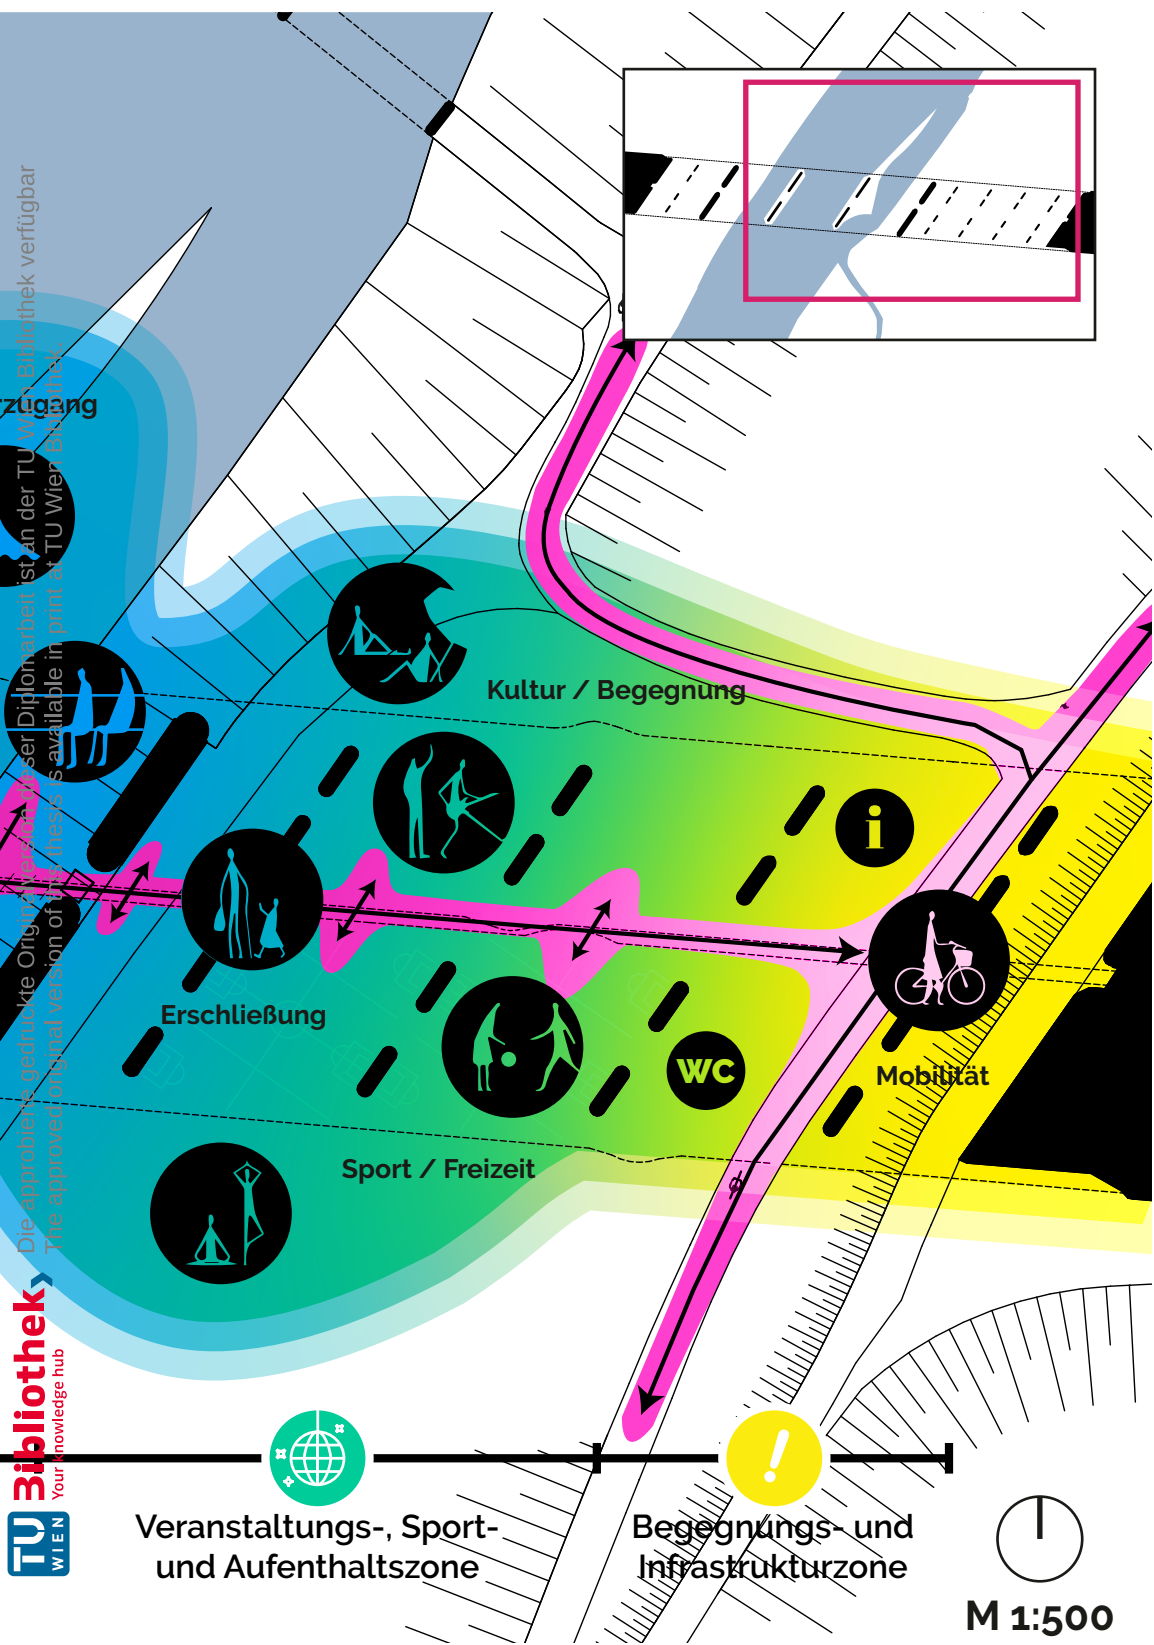 rzugang
Kultur / Begegnung
i
Erschließung
WC
Mobilität
Sport / Freizeit
Veranstaltungs-, Sport-
und Aufenthaltszone
!
Begegnungs- und
Infrastrukturzone
M 1:500
Die approbierte gedruckte Originalversion dieser Diplomarbeit ist an der TU Wien Bibliothek verfügbar
The approved original version of this thesis is available in print at TU Wien Bibliothek.
TU WIEN
Bibliothek
Your knowledge hub